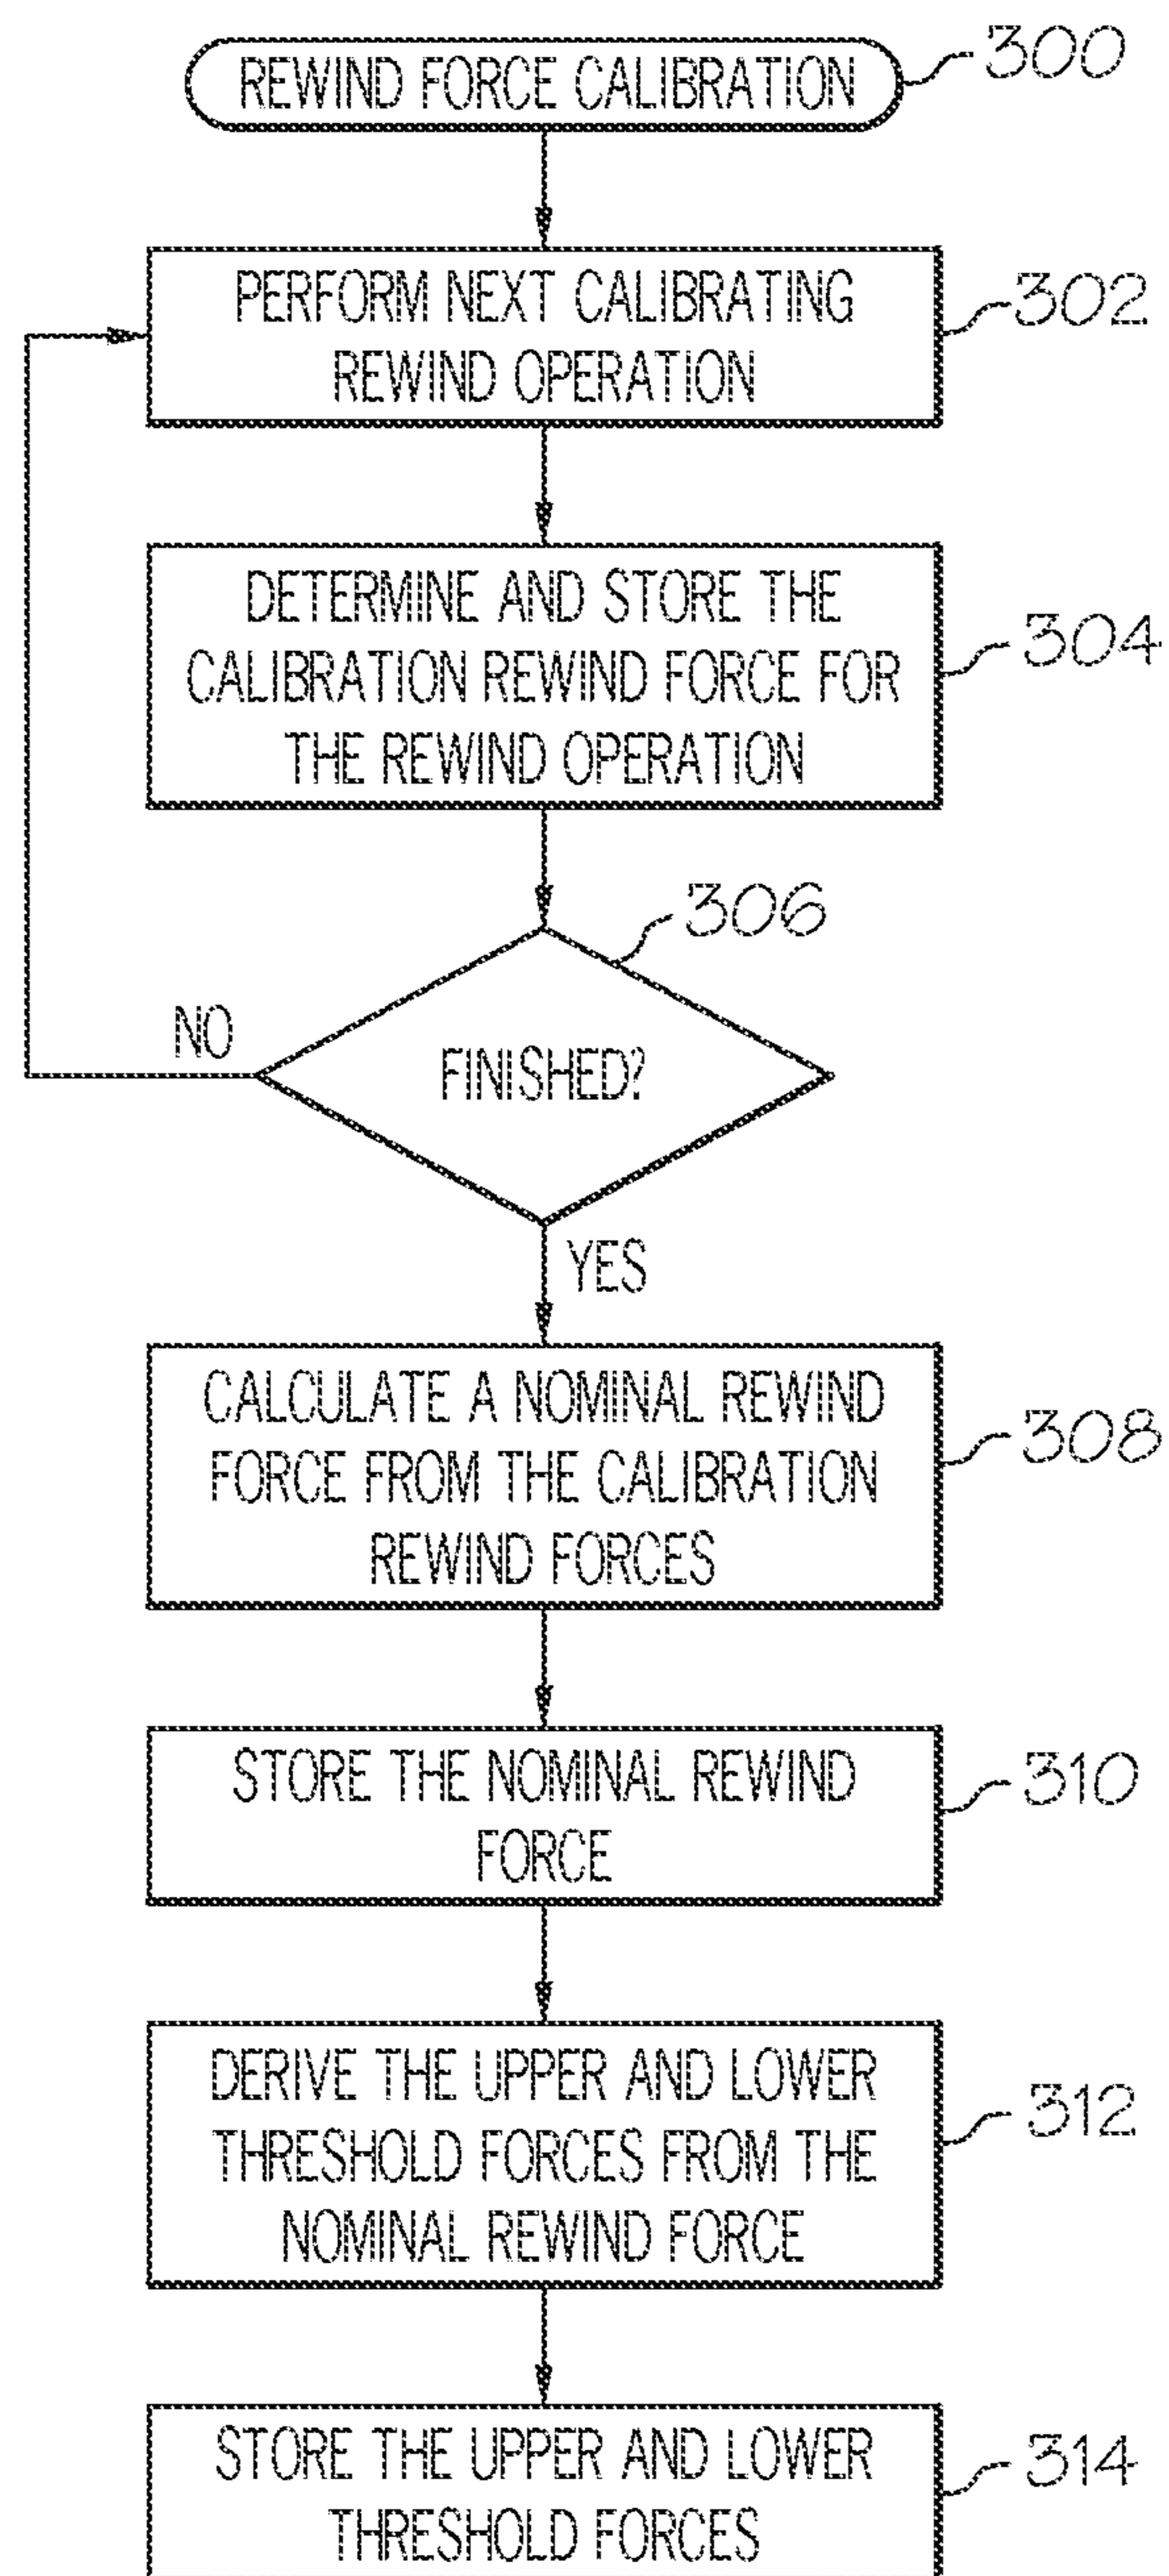 REWIND FORCE CALIBRATION
300
PERFORM NEXT CALIBRATING
REWIND OPERATION
302
DETERMINE AND STORE THE
CALIBRATION REWIND FORCE FOR
THE REWIND OPERATION
304
306
FINISHED?
NO
YES
CALCULATE A NOMINAL REWIND
FORCE FROM THE CALIBRATION
REWIND FORCES
308
STORE THE NOMINAL REWIND
FORCE
310
DERIVE THE UPPER AND LOWER
THRESHOLD FORCES FROM THE
NOMINAL REWIND FORCE
312
STORE THE UPPER AND LOWER
THRESHOLD FORCES
314